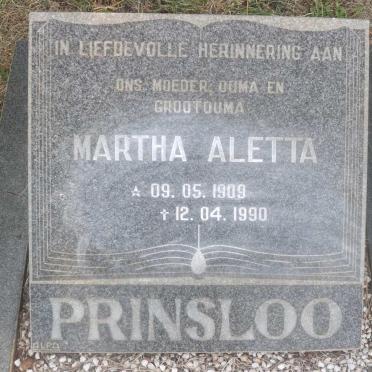 IN LIEFDEVOLLE HERINNERING AAN
ONS MOEDER, OUMA EN
GROOTOUMA
MARTHA ALETTA
09. 05. 1909
† 12. 04. 1990
PRINSLOO